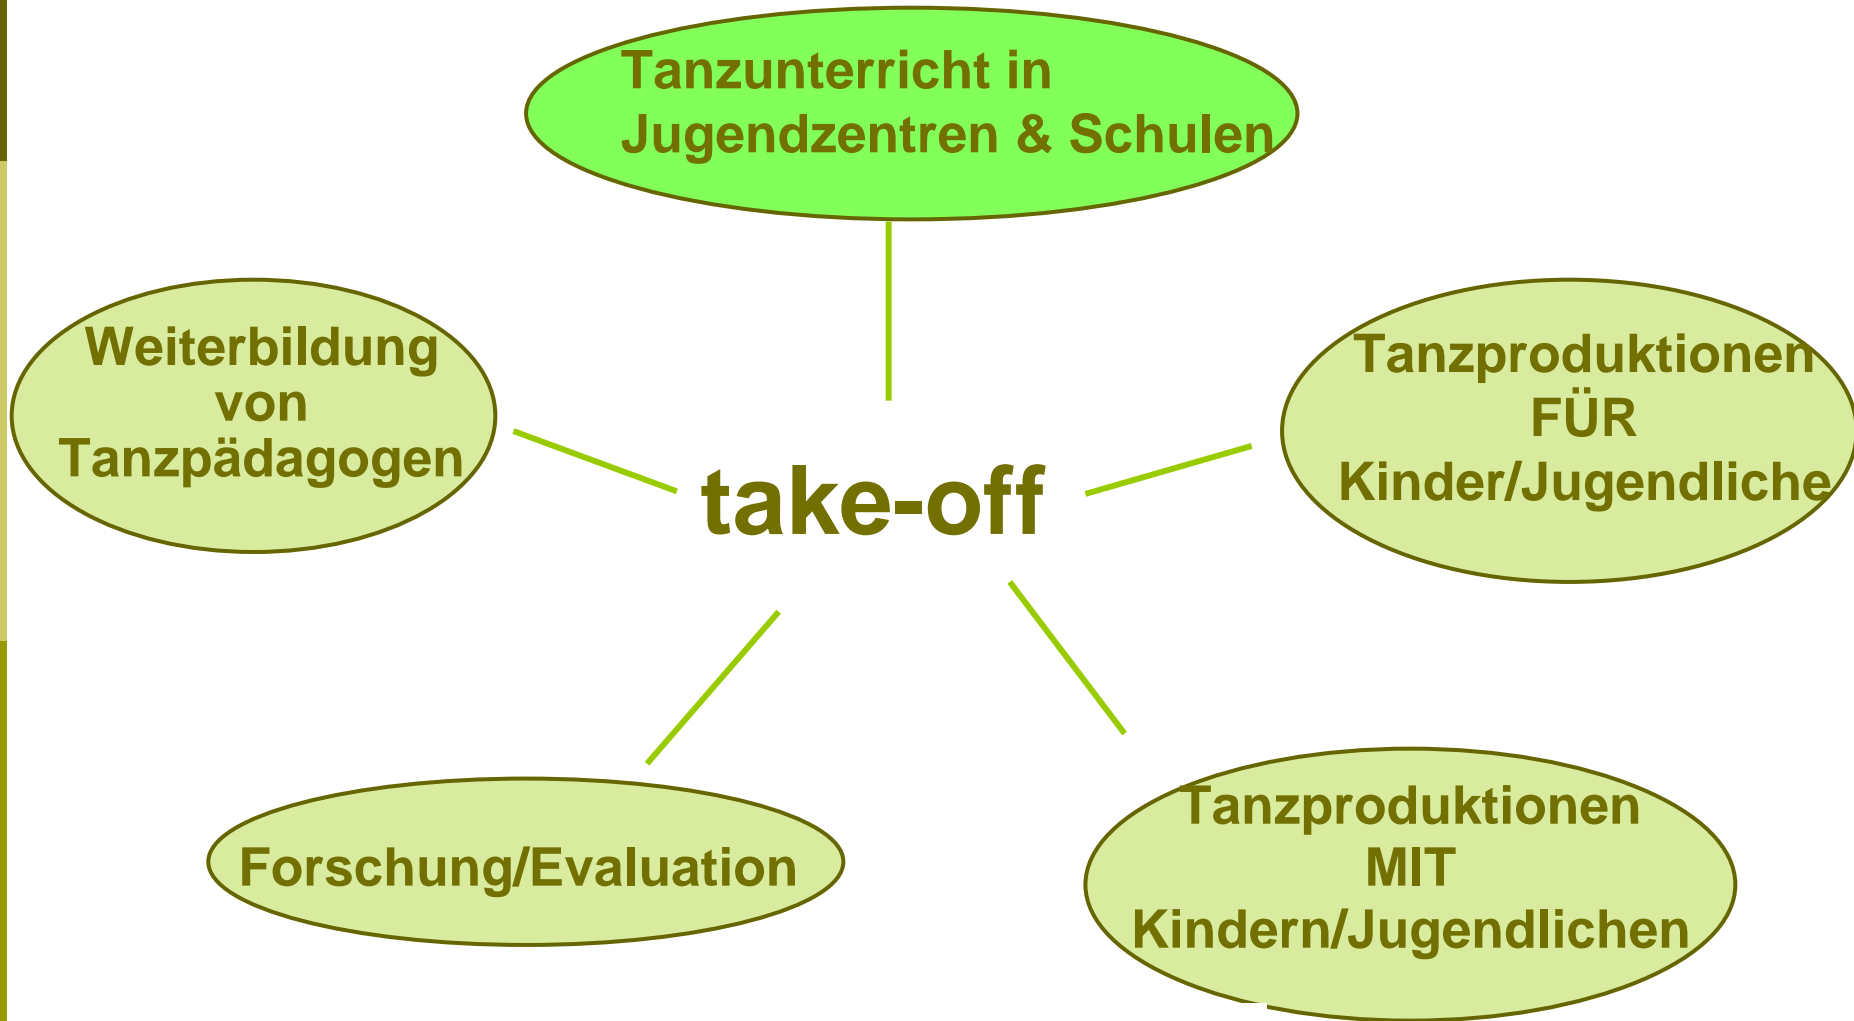 Tanzunterricht in
Jugendzentren & Schulen
Weiterbildung
von
Tanzpädagogen
Tanzproduktionen
FÜR
Kinder/Jugendliche
take-off
Forschung/Evaluation
Tanzproduktionen
MIT
Kindern/Jugendlichen